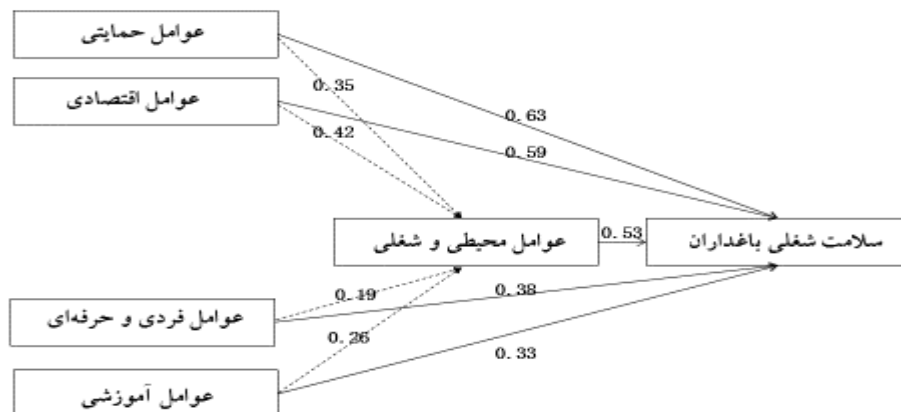 عوامل حمایتی
0.35
عوامل اقتصادی
0.63
0.42
0.59
عوامل محیطی و شغلی
0.53
سلامت شغلی باغداران
0.19
0.38
عوامل فردی و حرفه‌ای
0.26
0.33
عوامل آموزشی